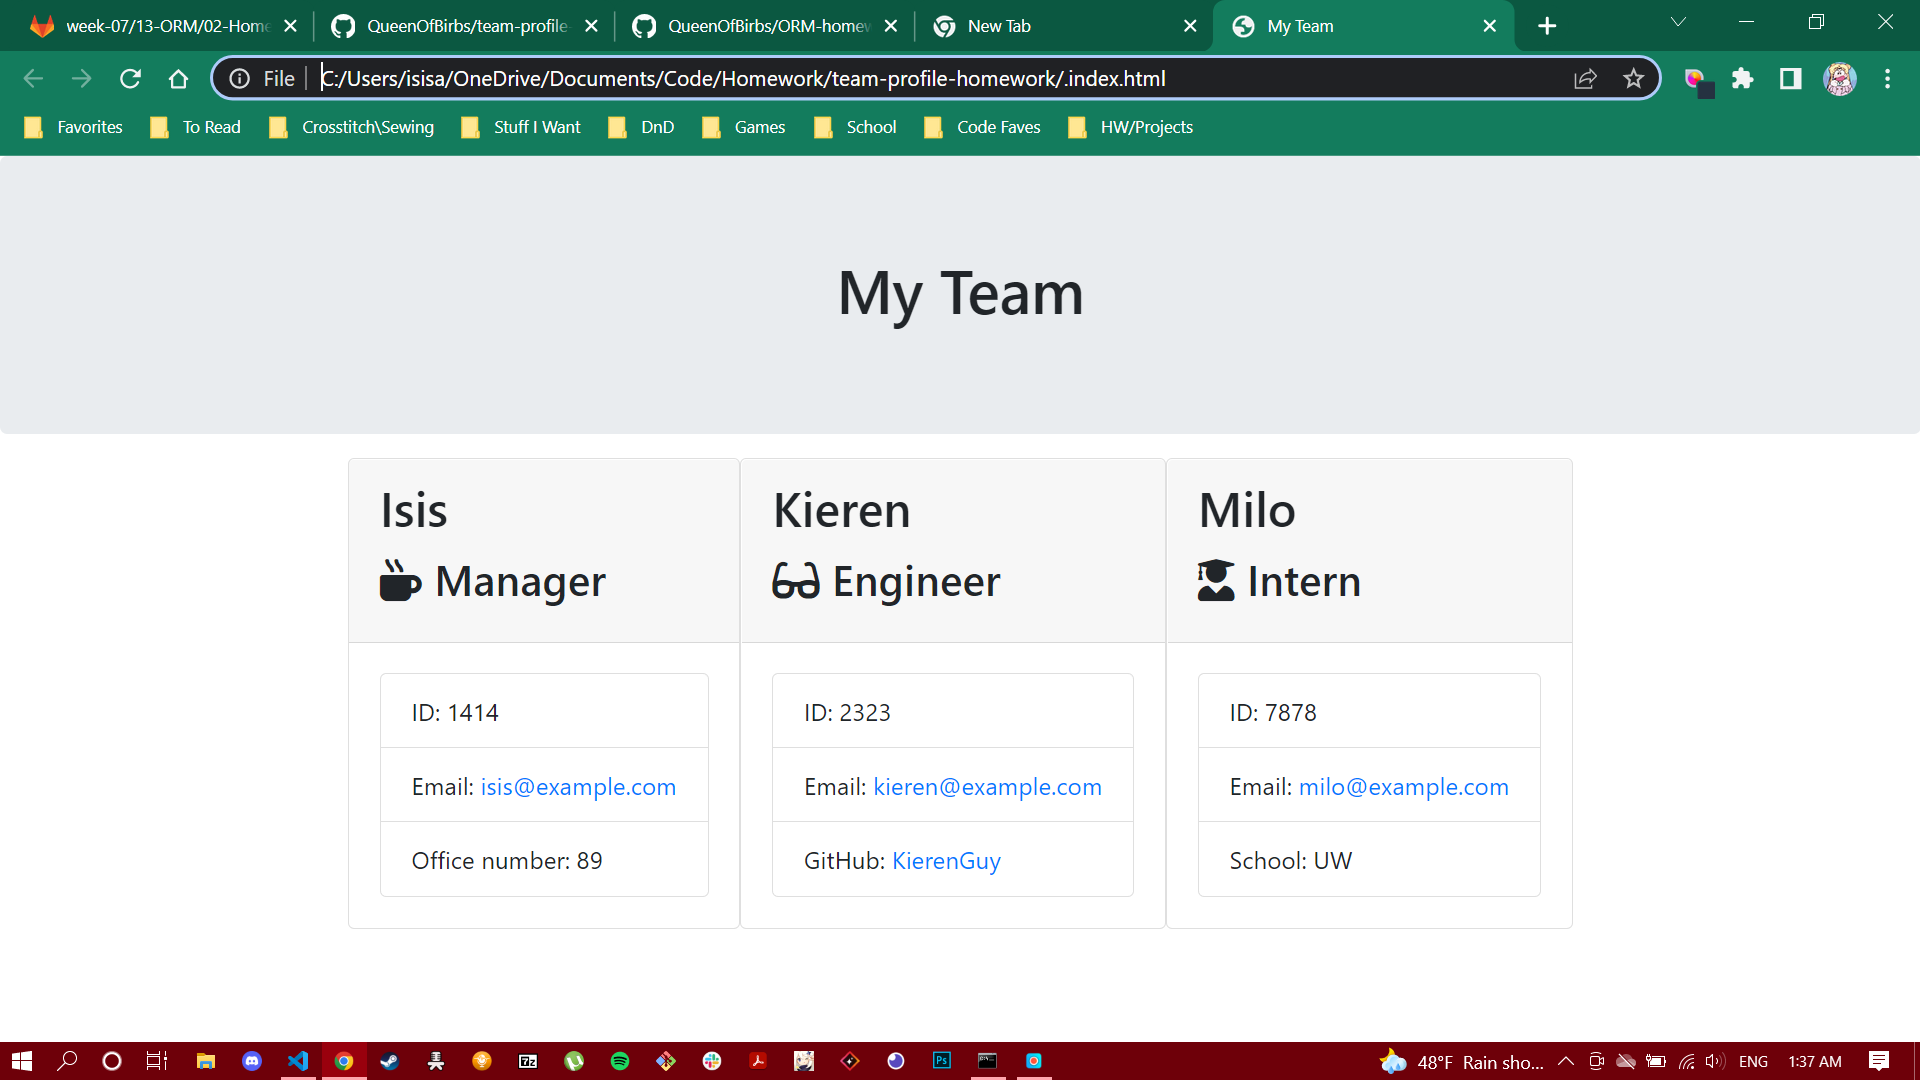 week-07/13-ORM/02-Home
QueenOfBirbs/team-profile-
QueenOfBirbs/ORM-homew
New Tab
My Team
File
C:/Users/isisa/OneDrive/Documents/Code/Homework/team-profile-homework/.index.html
Favorites
To Read
Crosstitch\Sewing
Stuff I Want
DnD
Games
School
Code Faves
HW/Projects
My Team
Isis
Manager
ID: 1414
Email: isis@example.com
Office number: 89
Kieren
Engineer
ID: 2323
Email: kieren@example.com
GitHub: KierenGuy
Milo
Intern
ID: 7878
Email: milo@example.com
School: UW
7z
Ps
48°F Rain sho...
ENG
1:37 AM